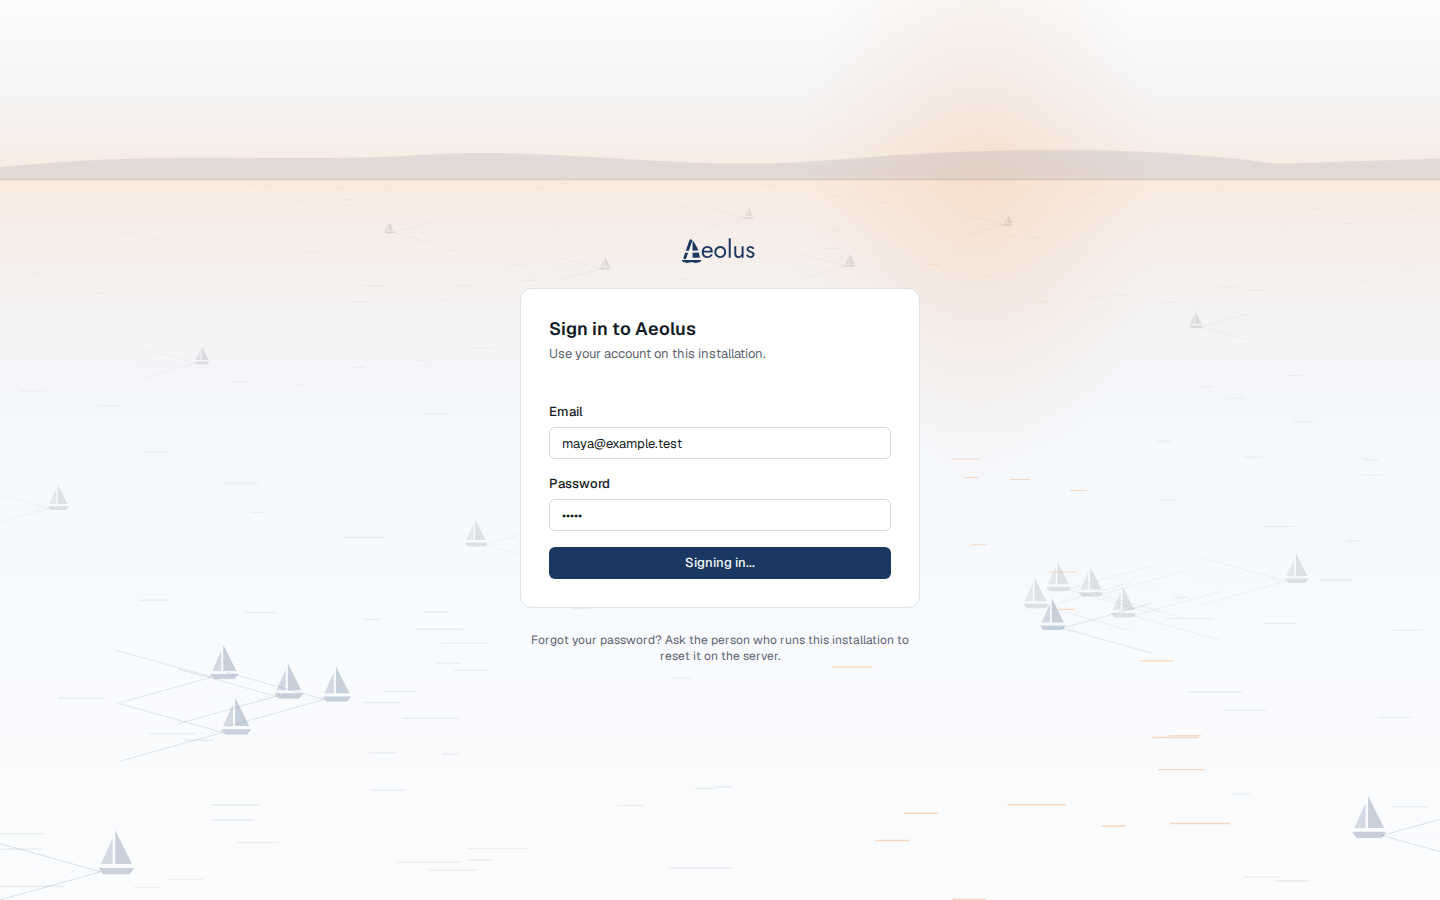 Aeolus
Sign in to Aeolus
Use your account on this installation.
Email
maya@example.test
Password
•••••
Signing in...
Forgot your password? Ask the person who runs this installation to
reset it on the server.